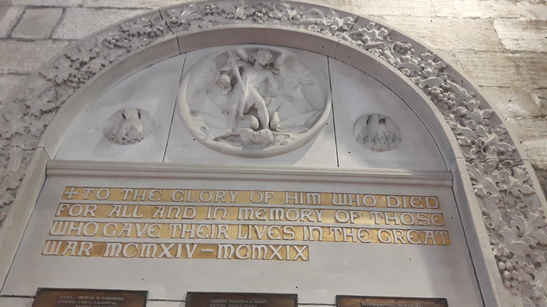 +TO THE GLORY OF HIM WHO DIED
FOR ALL AND IN MEMORY OF THOSE
WHO GAVE THEIR LIVES IN THE GREAT
WAR MCMXIV—MCMXIX